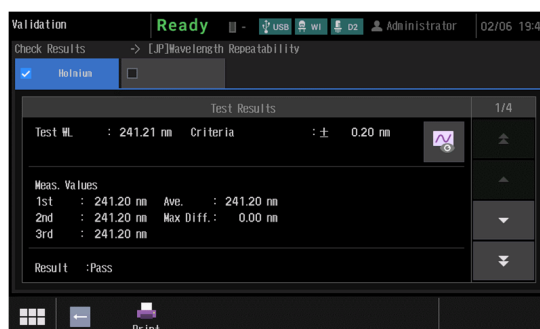 Validation Ready USB WI D2 Administrator 02/06 19:4
Check Results -> [JP]Wavelength Repeatability
Holmium
Test Results 1/4
Test WL : 241.21 nm Criteria : ± 0.20 nm
Meas. Values
1st : 241.20 nm Ave. : 241.20 nm
2nd : 241.20 nm Max Diff. : 0.00 nm
3rd : 241.20 nm
Result :Pass
Print